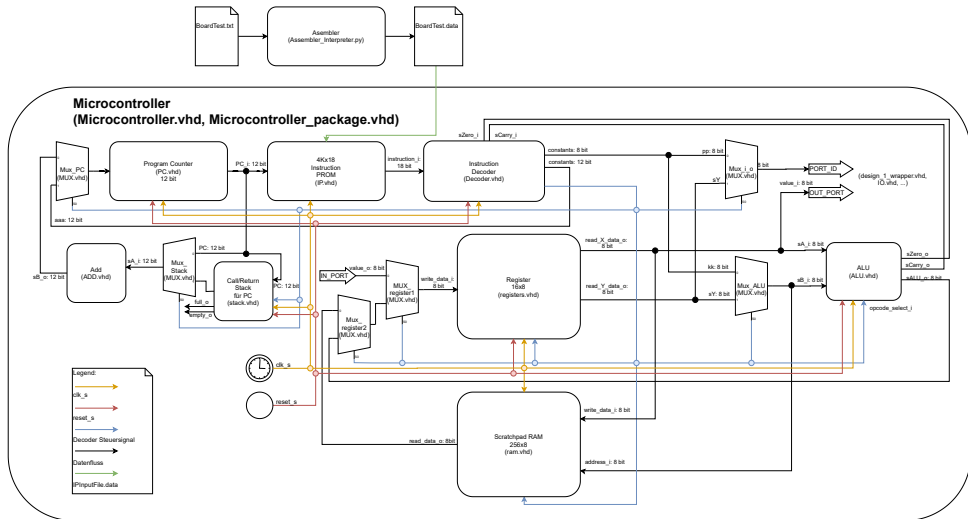 BoardTest.txt
Asembler
(Assembler_Interpreter.py)
BoardTest.data
Microcontroller
(Microcontroller.vhd, Microcontroller_package.vhd)
sZero_i
sCarry_i
Mux_PC
(MUX.vhd)
Program Counter
(PC.vhd)
12 bit
PC_i: 12 bit
4Kx18
Instruction
PROM
(IP.vhd)
instruction_i:
18 bit
Instruction
Decoder
(Decoder.vhd)
constants: 8 bit
constants: 12 bit
pp: 8 bit
sY
Mux_i_o
(MUX.vhd)
8 bit
PORT_ID
value_i: 8 bit
OUT_PORT
(design_1_wrapper.vhd,
IO.vhd, ...)
aaa: 12 bit
sB_o: 12 bit
Add
(ADD.vhd)
sA_i: 12 bit
Mux_
Stack
(MUX.vhd)
PC: 12 bit
Call/Return
Stack
für PC
(stack.vhd)
PC: 12 bit
full_o
empty_o
value_o: 8 bit
IN_PORT
MUX_
register1
(MUX.vhd)
write_data_i:
8 bit
Mux_
register2
(MUX.vhd)
Register
16x8
(registers.vhd)
read_X_data_o:
8 bit
read_Y_data_o:
8 bit
kk: 8 bit
sY: 8 bit
Mux_ALU
(MUX.vhd)
sA_i: 8 bit
sB_i: 8 bit
ALU
(ALU.vhd)
sZero_o
sCarry_o
sALU_o: 8 bit
opcode_select_i
clk_s
reset_s
Scratchpad RAM
256x8
(ram.vhd)
write_data_i: 8 bit
address_i: 8 bit
read_data_o: 8bit
Legend:
clk_s
reset_s
Decoder Steuersignal
Datenfluss
IPInputFile.data